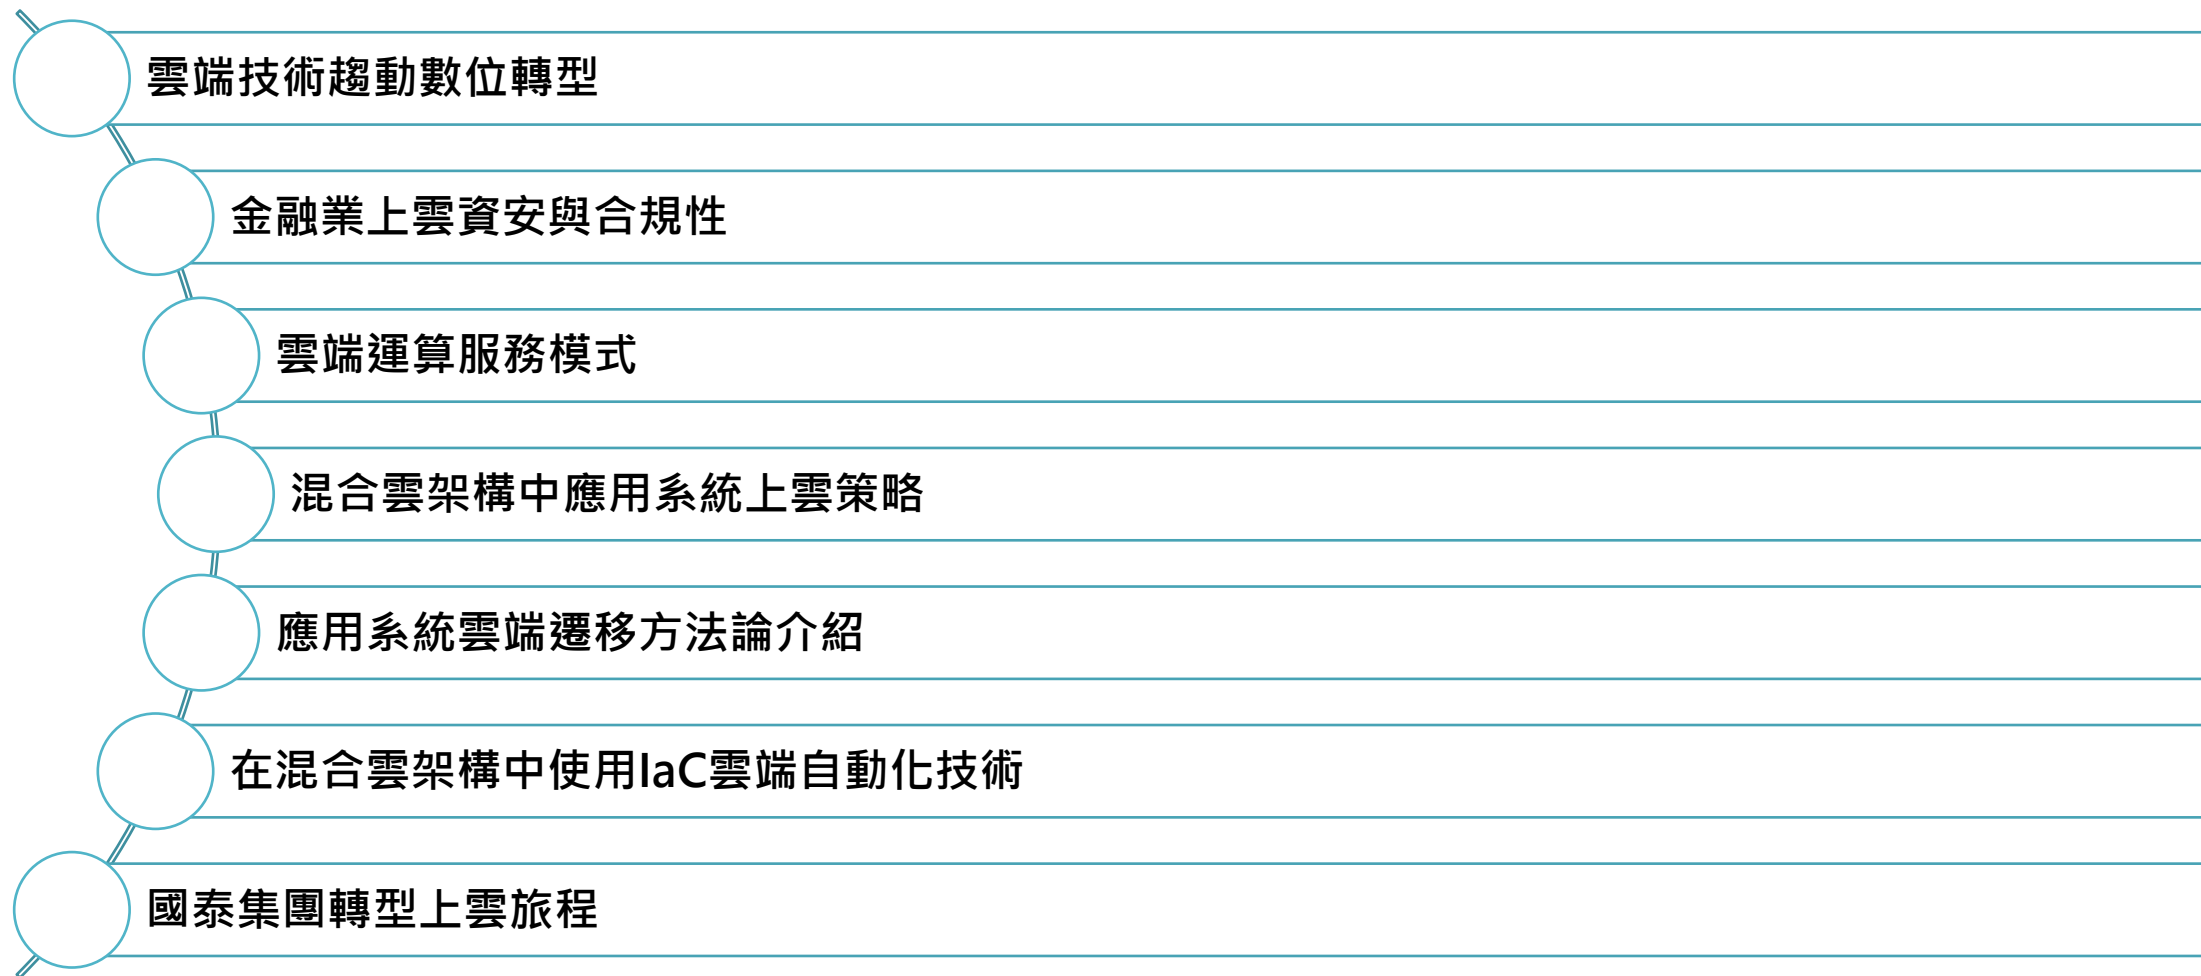 雲端技術趨動數位轉型
金融業上雲資安與合規性
雲端運算服務模式
混合雲架構中應用系統上雲策略
應用系統雲端遷移方法論介紹
在混合雲架構中使用IaC雲端自動化技術
國泰集團轉型上雲旅程